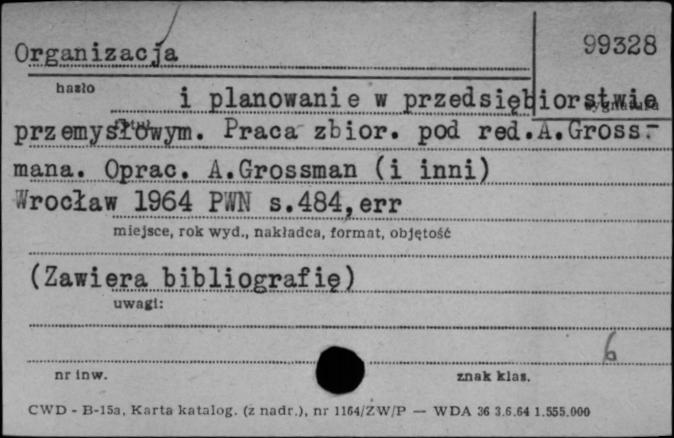 99328
Organizacja
hasło
i planowanie w przedsiębiorstwie
sygnatura
przemysłowym. Praca zbior. pod red.A.Gross-
mana. Oprac. A.Grossman (i inni)
Wrocław 1964 PWN s.484,err
miejsce, rok wyd., nakładca, format, objętość
(Zawiera bibliografię)
uwagi:
6
nr inw. znak klas.
CWD - B-15a, Karta katalog. (z nadr.), nr 1164/ZW/P — WDA 36 3.6.64 1.555.000